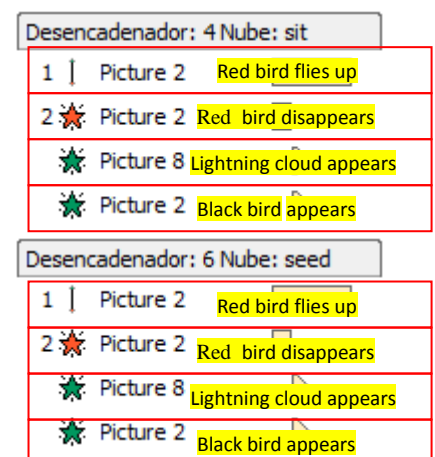 Desencadenador: 4 Nube: sit
1 Picture 2 Red bird flies up
2 Picture 2 Red bird disappears
Picture 8 Lightning cloud appears
Picture 2 Black bird appears
Desencadenador: 6 Nube: seed
1 Picture 2 Red bird flies up
2 Picture 2 Red bird disappears
Picture 8 Lightning cloud appears
Picture 2 Black bird appears